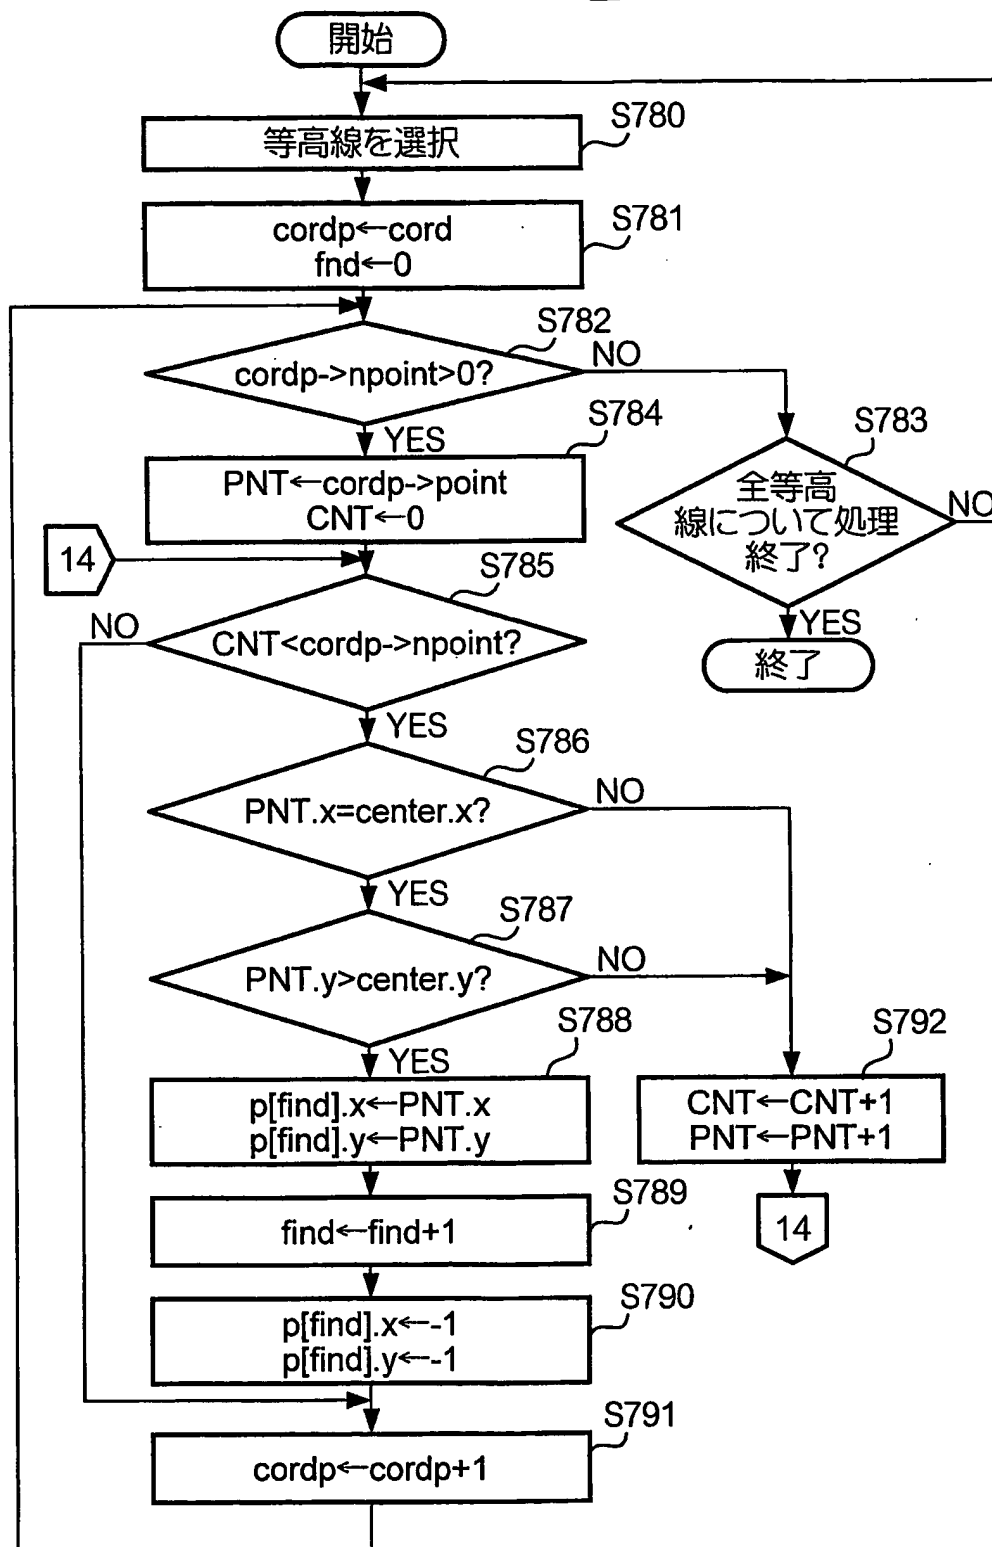 開始
S780
等高線を選択
S781
cordp←cord
fnd←0
S782
cordp->npoint>0?
NO
YES
S784
PNT←cordp->point
CNT←0
S783
全等高
線について処理
終了?
NO
YES
終了
14
S785
CNT<cordp->npoint?
NO
YES
S786
PNT.x=center.x?
NO
YES
S787
PNT.y>center.y?
NO
YES
S788
p[find].x←PNT.x
p[find].y←PNT.y
S792
CNT←CNT+1
PNT←PNT+1
14
S789
find←find+1
S790
p[find].x←-1
p[find].y←-1
S791
cordp←cordp+1